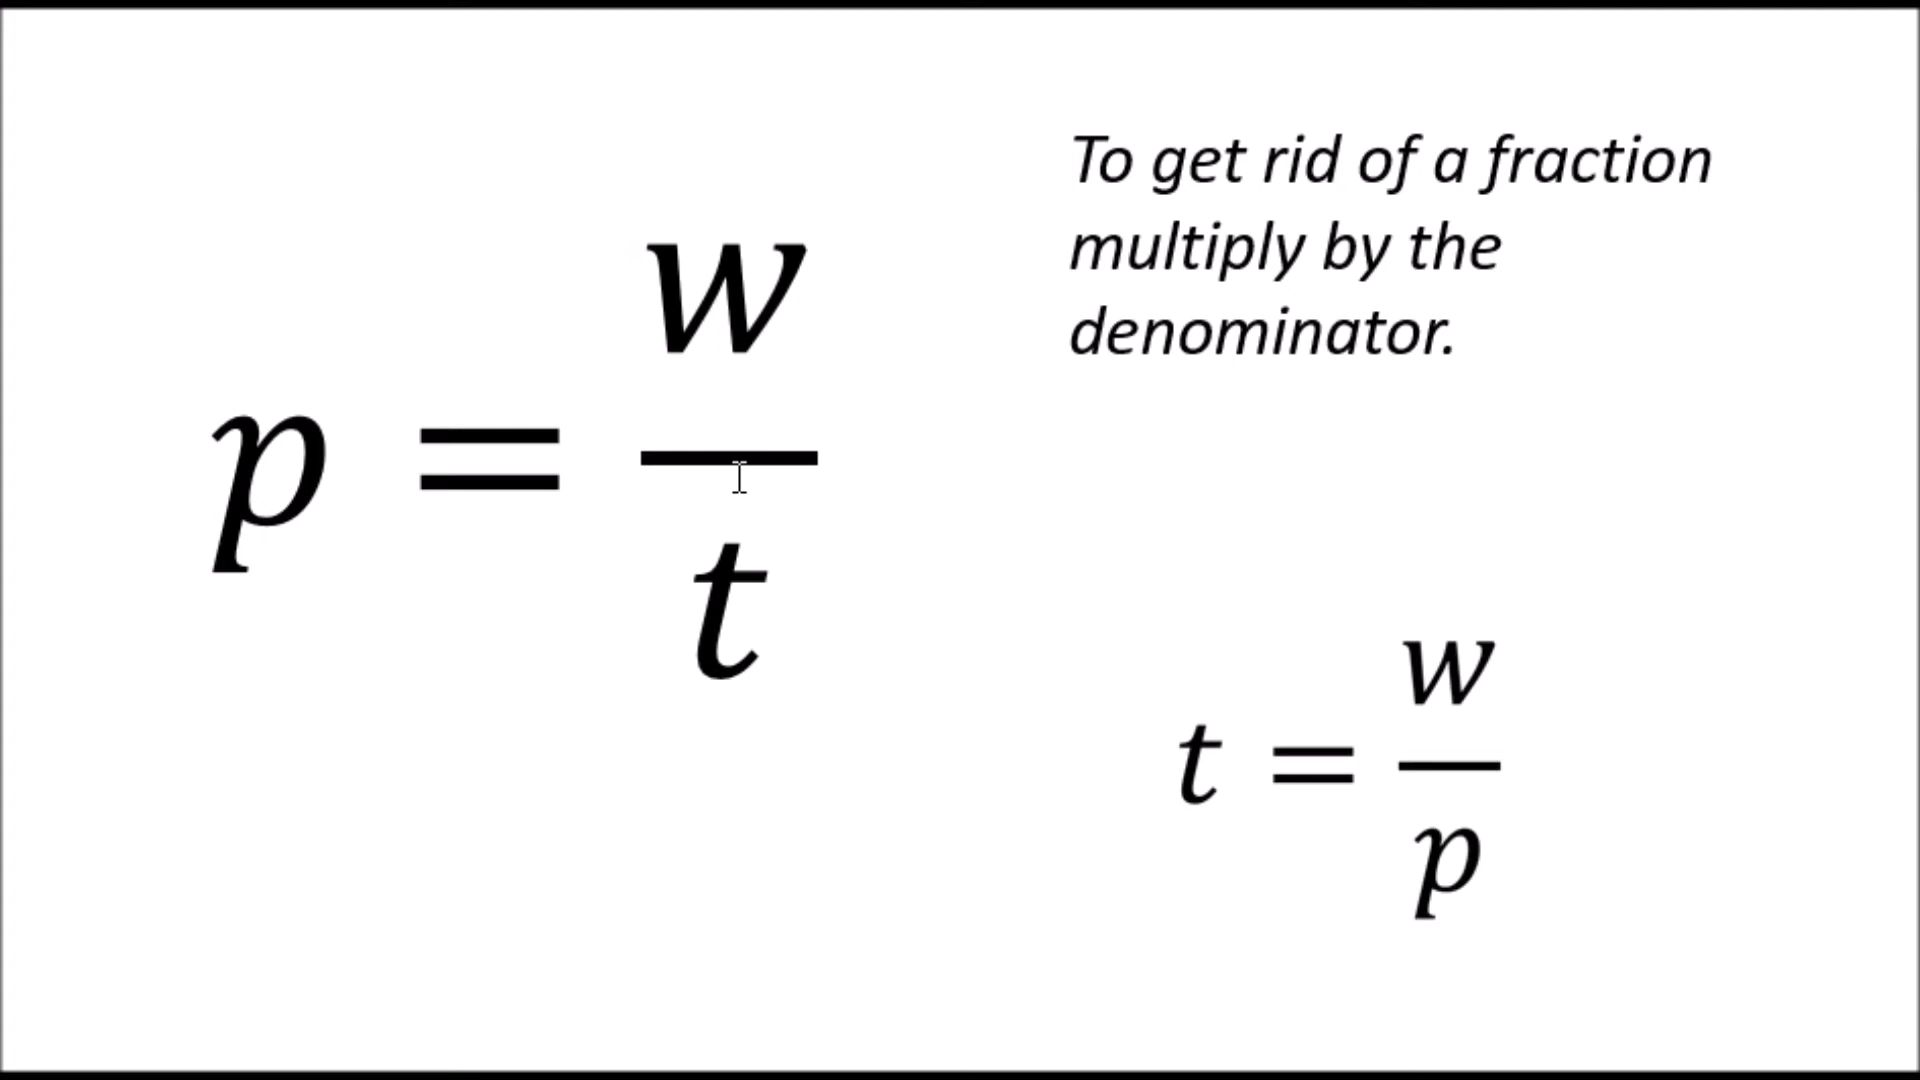 p = w/t
To get rid of a fraction
multiply by the
denominator.
t = w/p